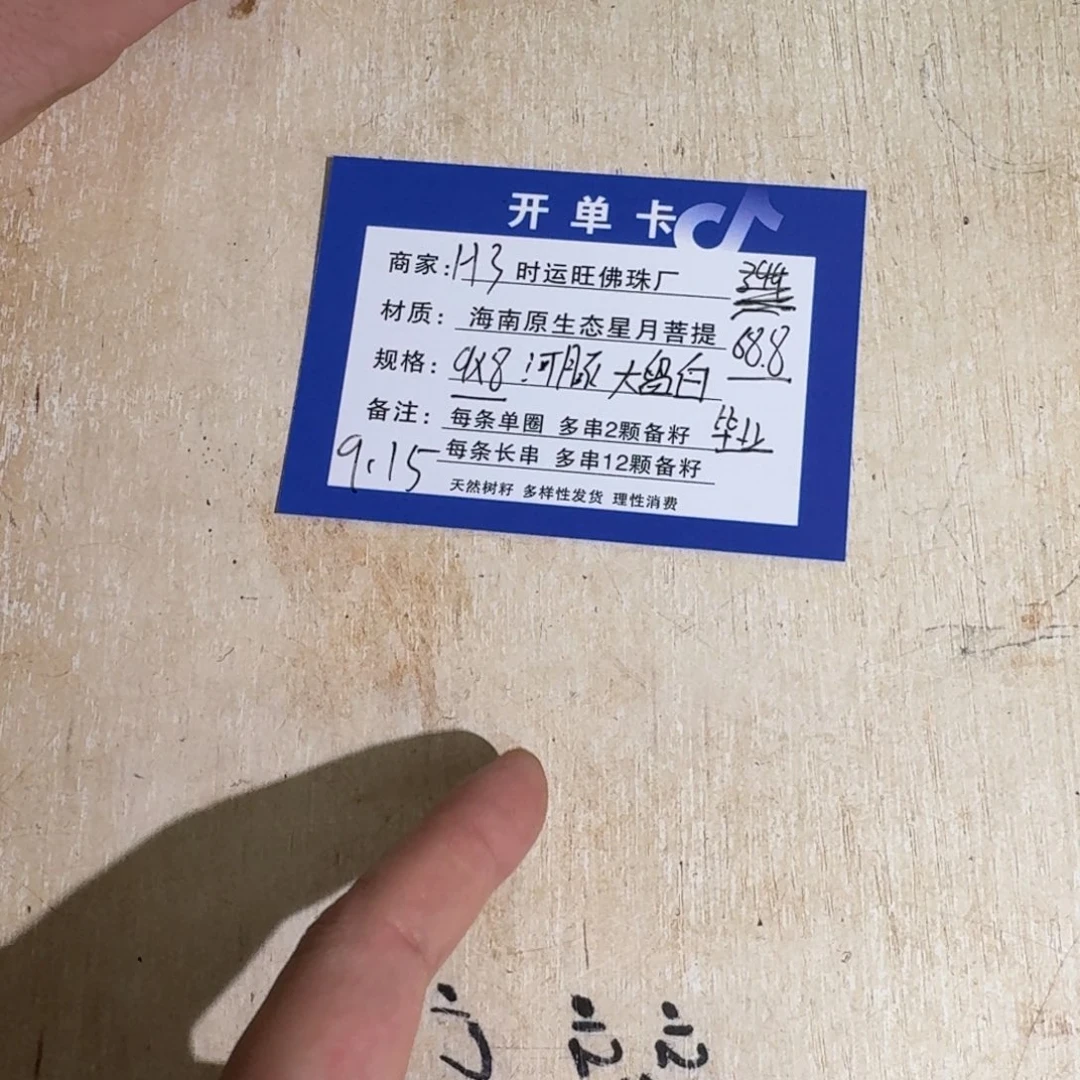 开单卡
商家:H3 时运旺佛珠厂
材质: 海南原生态星月菩提 68.8
规格: 9x8 河豚 大盘白
备注: 每条单圈 多串2颗备籽 毕业
9.15 每条长串 多串12颗备籽
天然树籽 多样性发货 理性消费